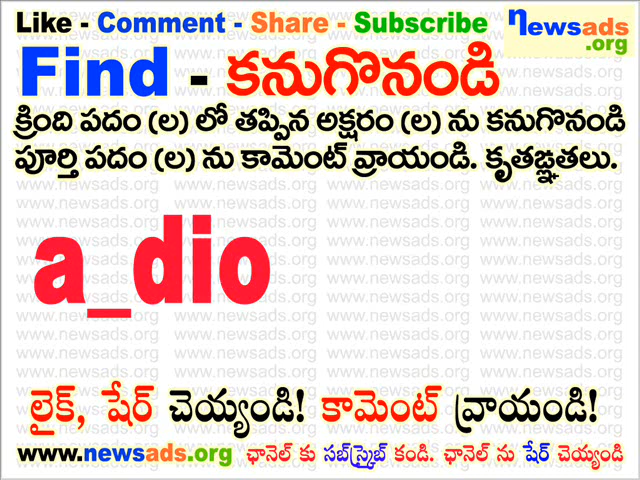 Like - Comment - Share - Subscribe
newsads
.org
Find - కనుగొనండి
క్రింది పదం (ల) లో తప్పిన అక్షరం (ల) ను కనుగొనండి
పూర్తి పదం (ల) ను కామెంట్ వ్రాయండి. కృతఙ్ఞతలు.
a_dio
లైక్, షేర్ చెయ్యండి! కామెంట్ వ్రాయండి!
www.newsads.org ఛానెల్ కు సబ్‌స్క్రైబ్ కండి. ఛానెల్ ను షేర్ చెయ్యండి